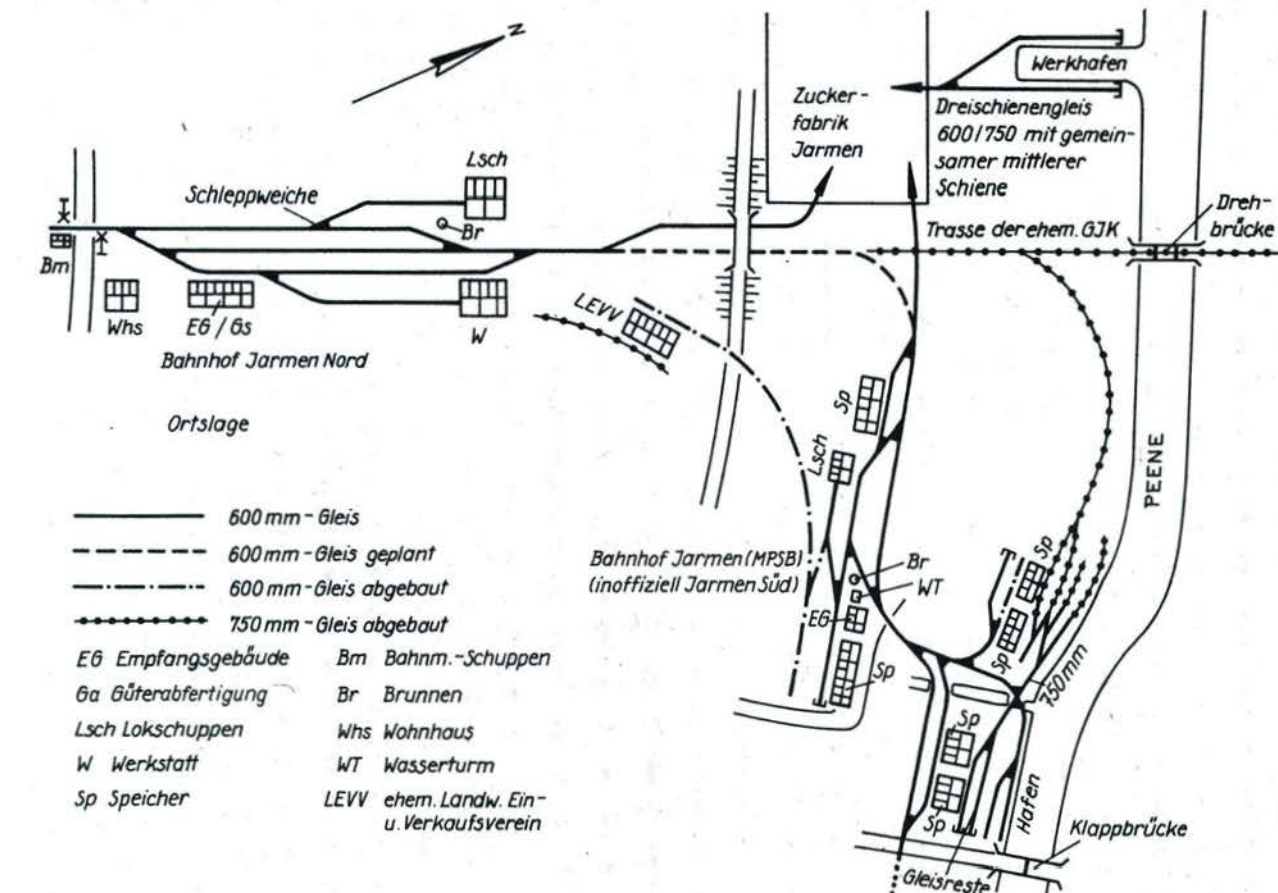 N
Werkhafen
Zucker-
fabrik
Jarmen
Dreischienengleis
600/750 mit gemein-
samer mittlerer
Schiene
Lsch
Schleppweiche
Br
Trasse der ehem. GJK
Dreh-
brücke
Bm
Whs
EG / Gs
W
LEVV
Bahnhof Jarmen Nord
Ortslage
Sp
Lsch
PEENE
600 mm - Gleis
600 mm - Gleis geplant
600 mm - Gleis abgebaut
750 mm - Gleis abgebaut
Bahnhof Jarmen (MPSB)
(inoffiziell Jarmen Süd)
Br
WT
EG
Sp
Sp
Sp
750 mm
EG Empfangsgebäude
Ga Güterabfertigung
Lsch Lokschuppen
W Werkstatt
Sp Speicher
Bm Bahnm.-Schuppen
Br Brunnen
Whs Wohnhaus
WT Wasserturm
LEVV ehem. Landw. Ein-
u. Verkaufsverein
Sp
Sp
Hafen
Klappbrücke
Gleisreste